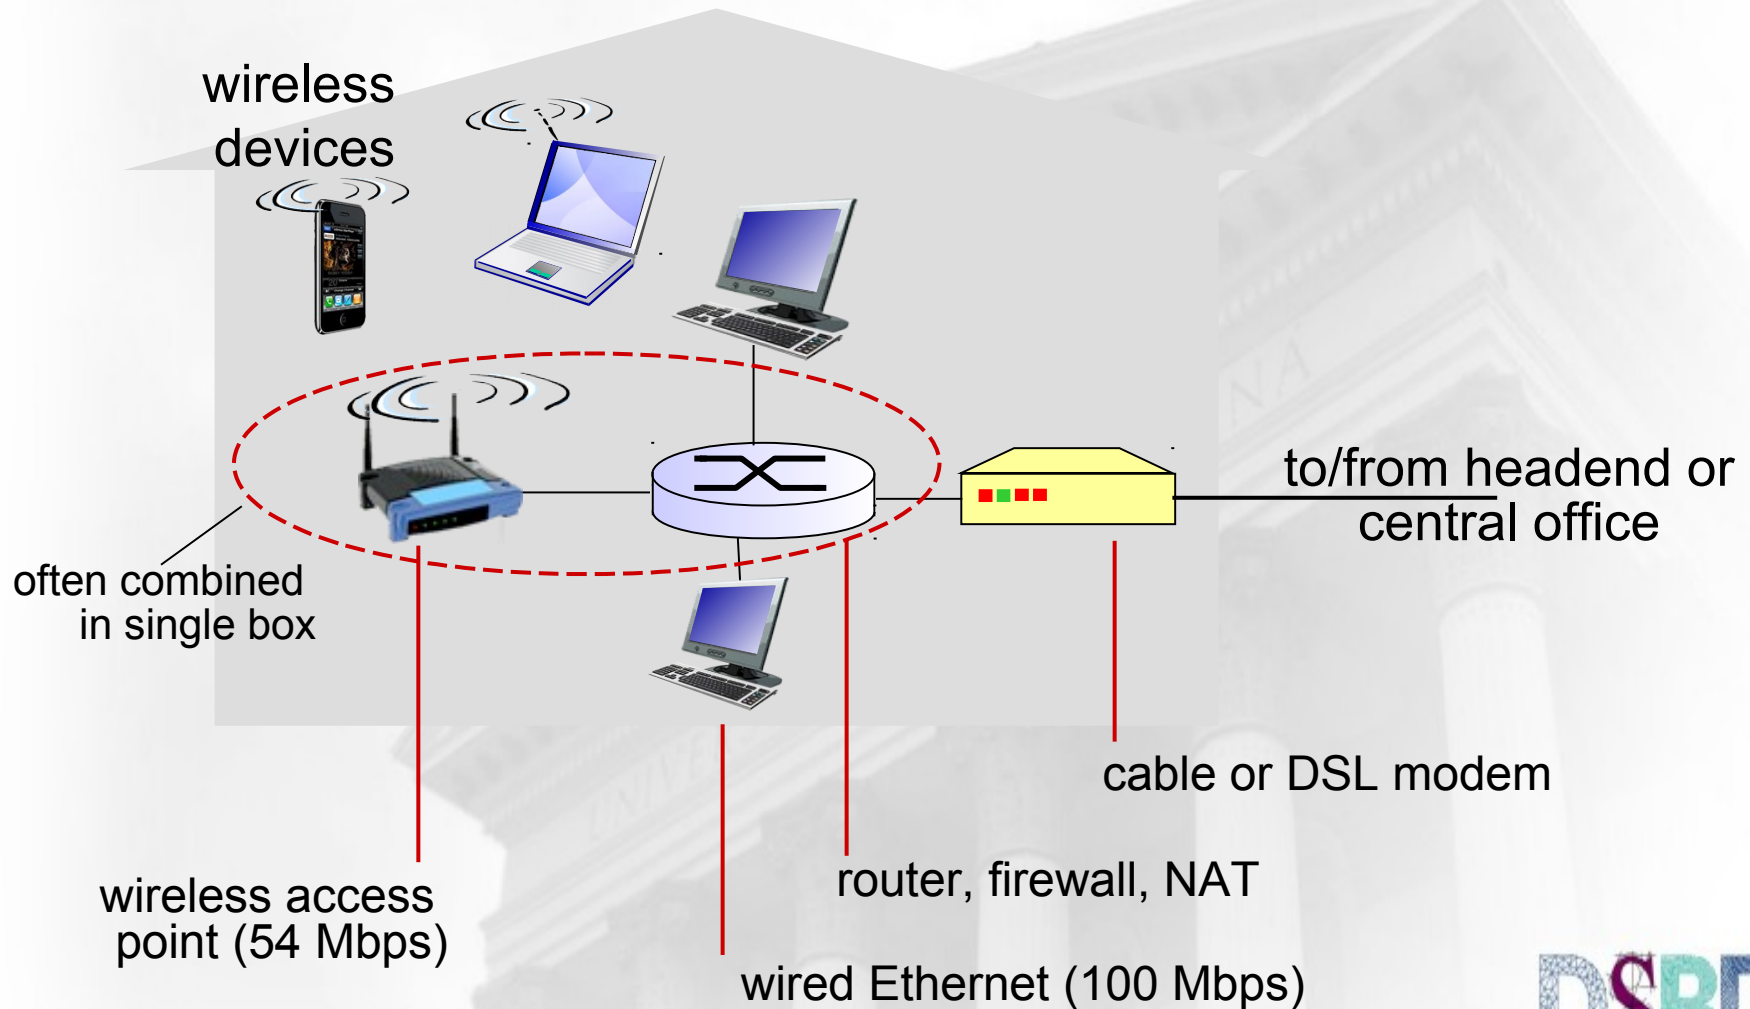 wireless
devices
to/from headend or
central office
often combined
in single box
cable or DSL modem
router, firewall, NAT
wireless access
point (54 Mbps)
wired Ethernet (100 Mbps)